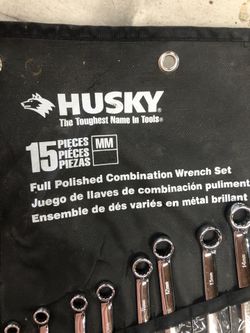 HUSKY
The Toughest Name in Tools®
15 PIECES
PIÈCES
PIEZAS
MM
Full Polished Combination Wrench Set
Juego de llaves de combinación puliment
Ensemble de dés variés en métal brillant